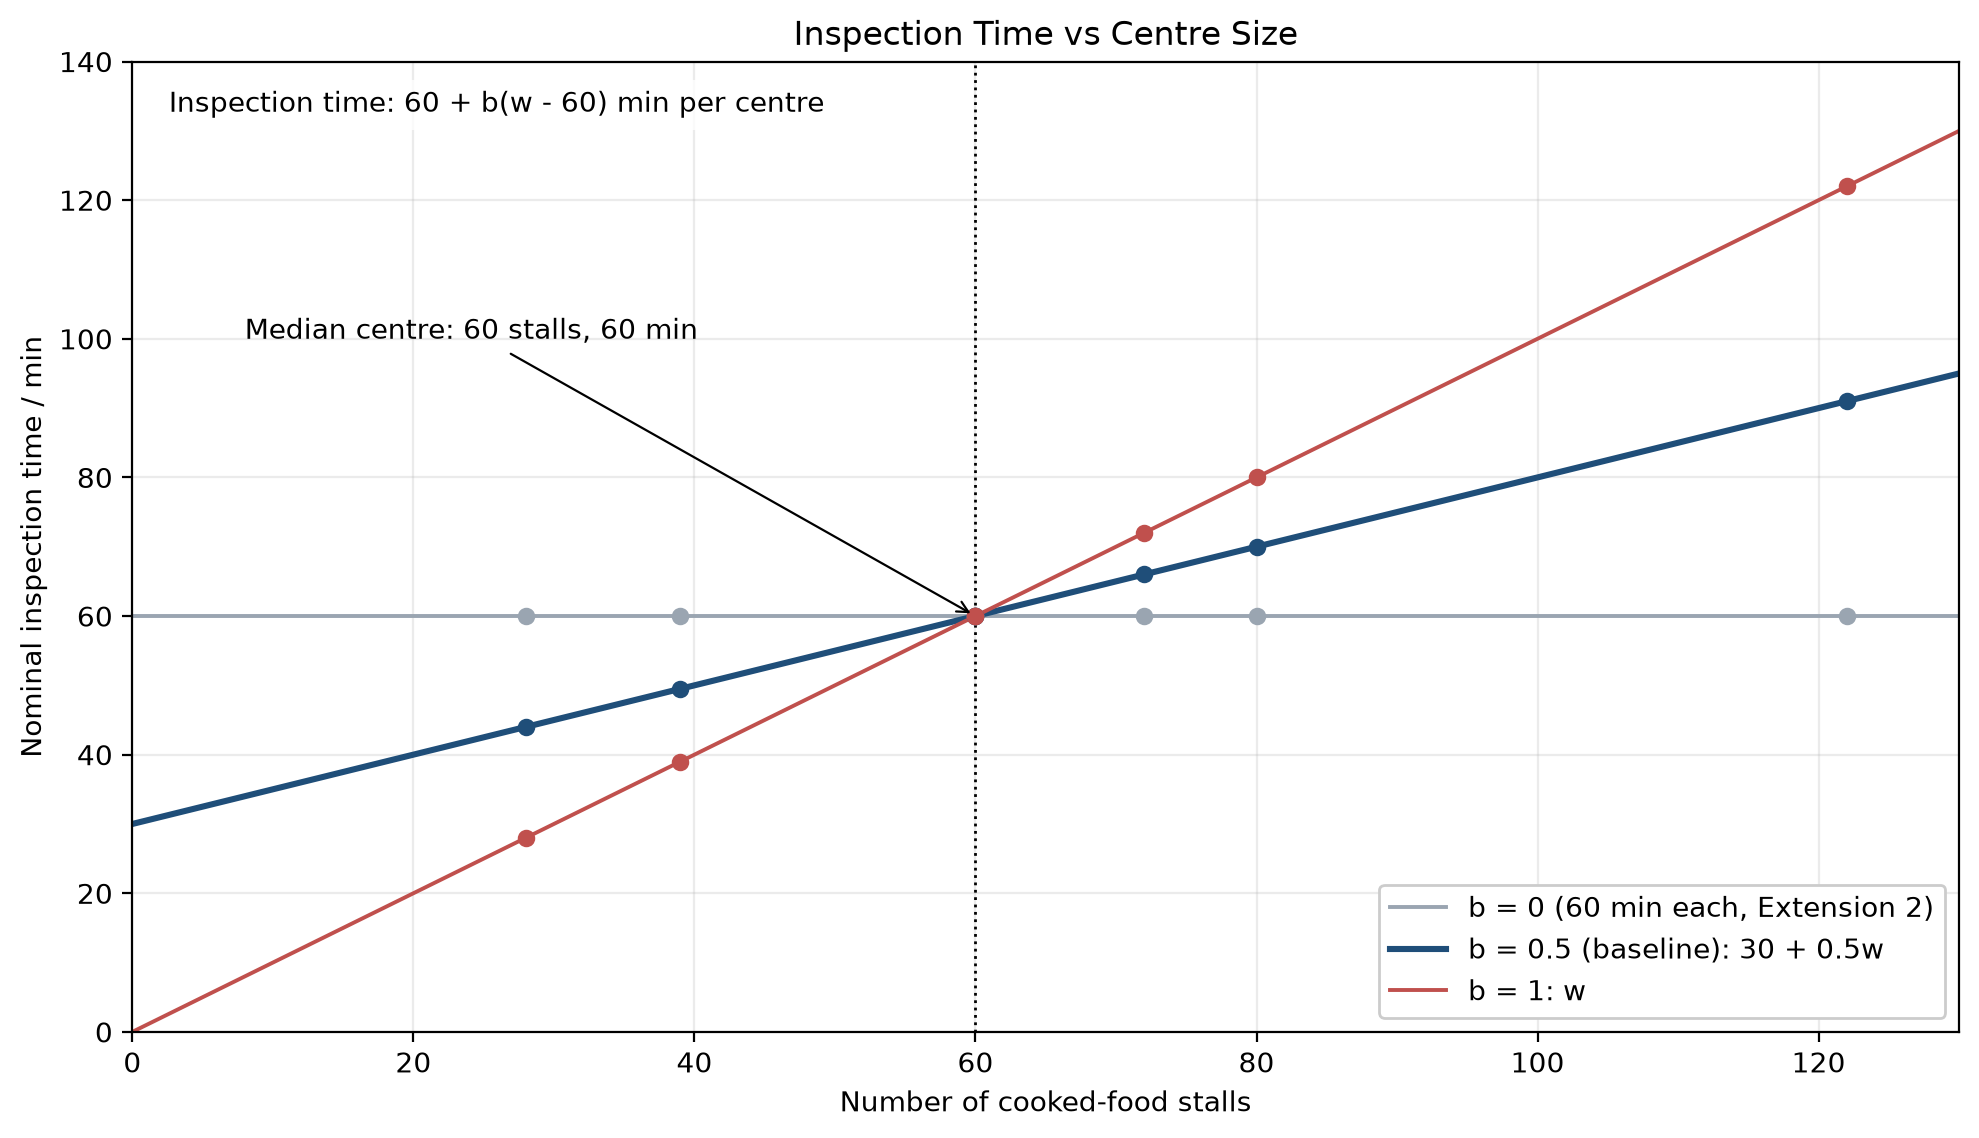 Inspection Time vs Centre Size
140
120
100
80
60
40
20
0
Nominal inspection time / min
Inspection time: 60 + b(w - 60) min per centre
Median centre: 60 stalls, 60 min
b = 0 (60 min each, Extension 2)
b = 0.5 (baseline): 30 + 0.5w
b = 1: w
0 20 40 60 80 100 120
Number of cooked-food stalls